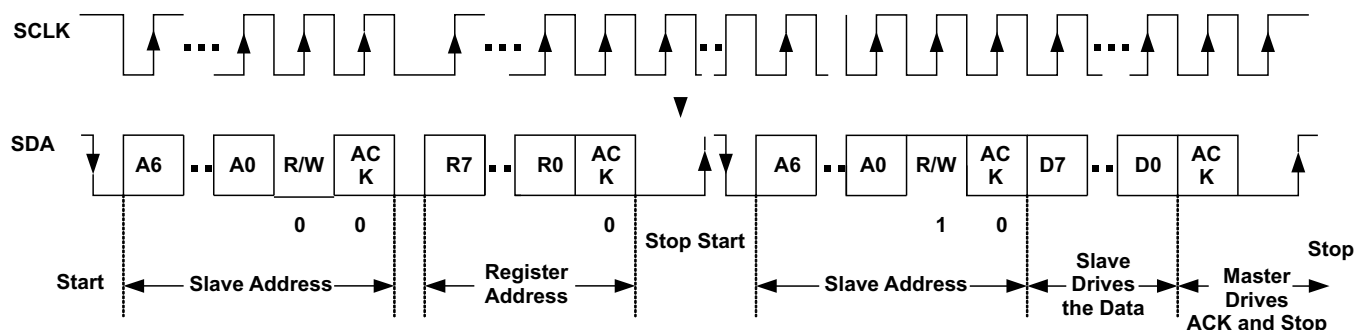 SCLK
SDA
A6 A0 R/W AC K R7 R0 AC K A6 A0 R/W AC K D7 D0 AC K
0 0 0 1 0
Stop Start
Start
Slave Address
Register
Address
Slave Address
Slave
Drives
the Data
Master
Drives
ACK and Stop
Stop